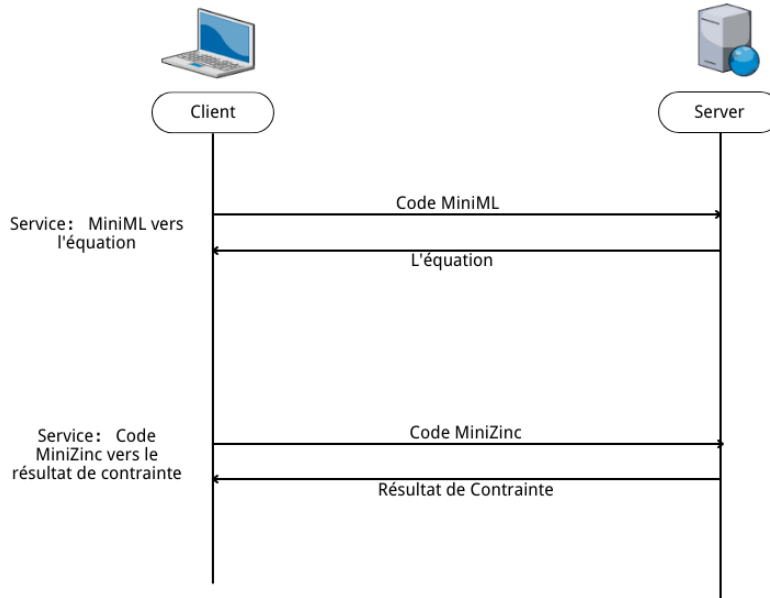 Client
Server
Code MiniML
Service: MiniML vers
l'équation
L'équation
Code MiniZinc
Service: Code
MiniZinc vers le
résultat de contrainte
Résultat de Contrainte